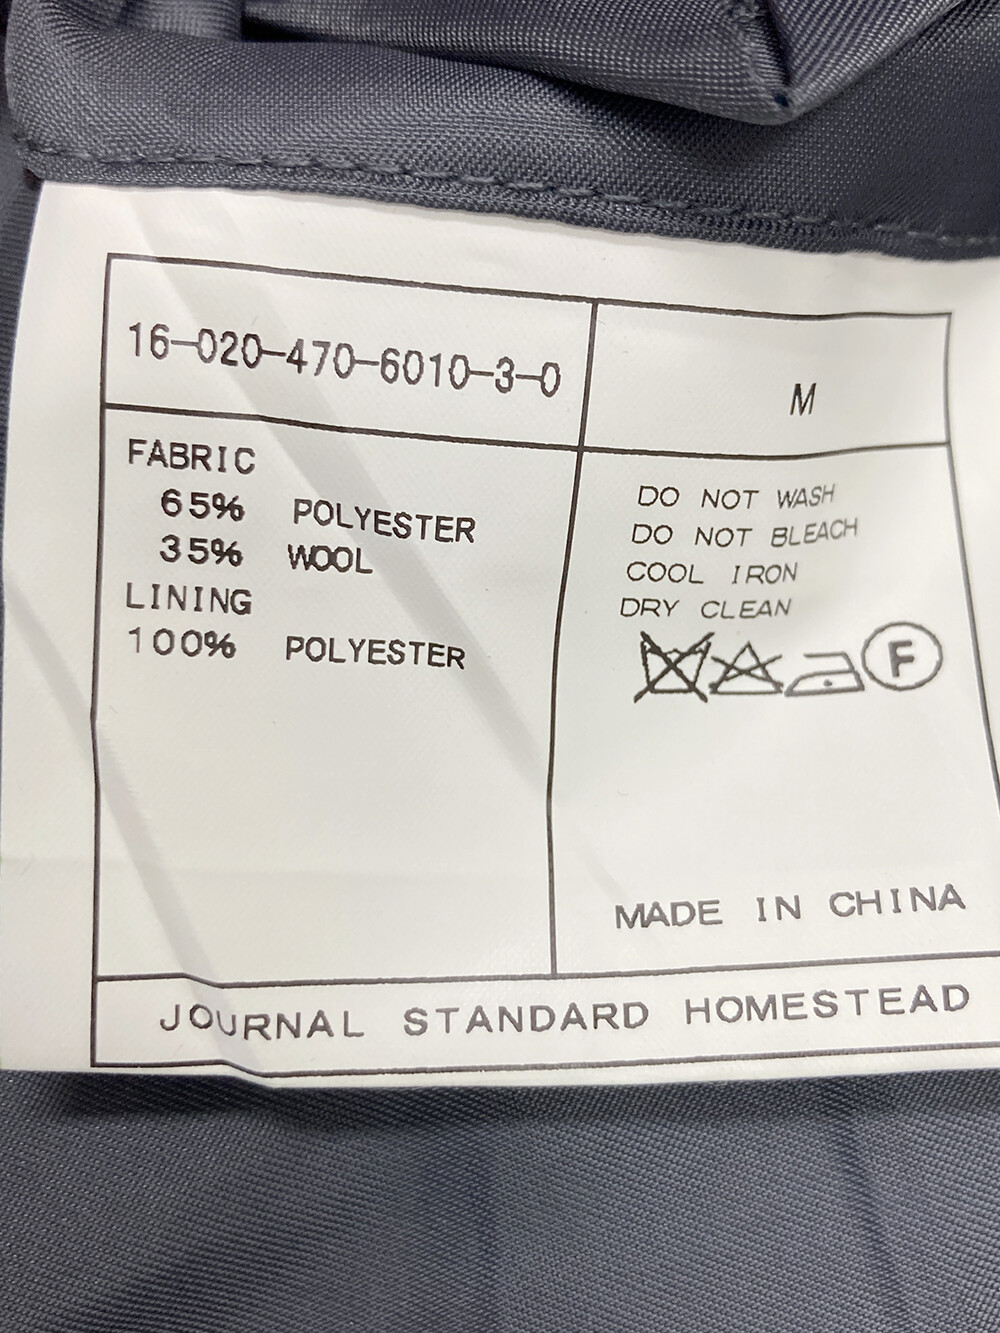 16-020-470-6010-3-0
M
FABRIC
65% POLYESTER
35% WOOL
LINING
100% POLYESTER
DO NOT WASH
DO NOT BLEACH
COOL IRON
DRY CLEAN
F
MADE IN CHINA
JOURNAL STANDARD HOMESTEAD